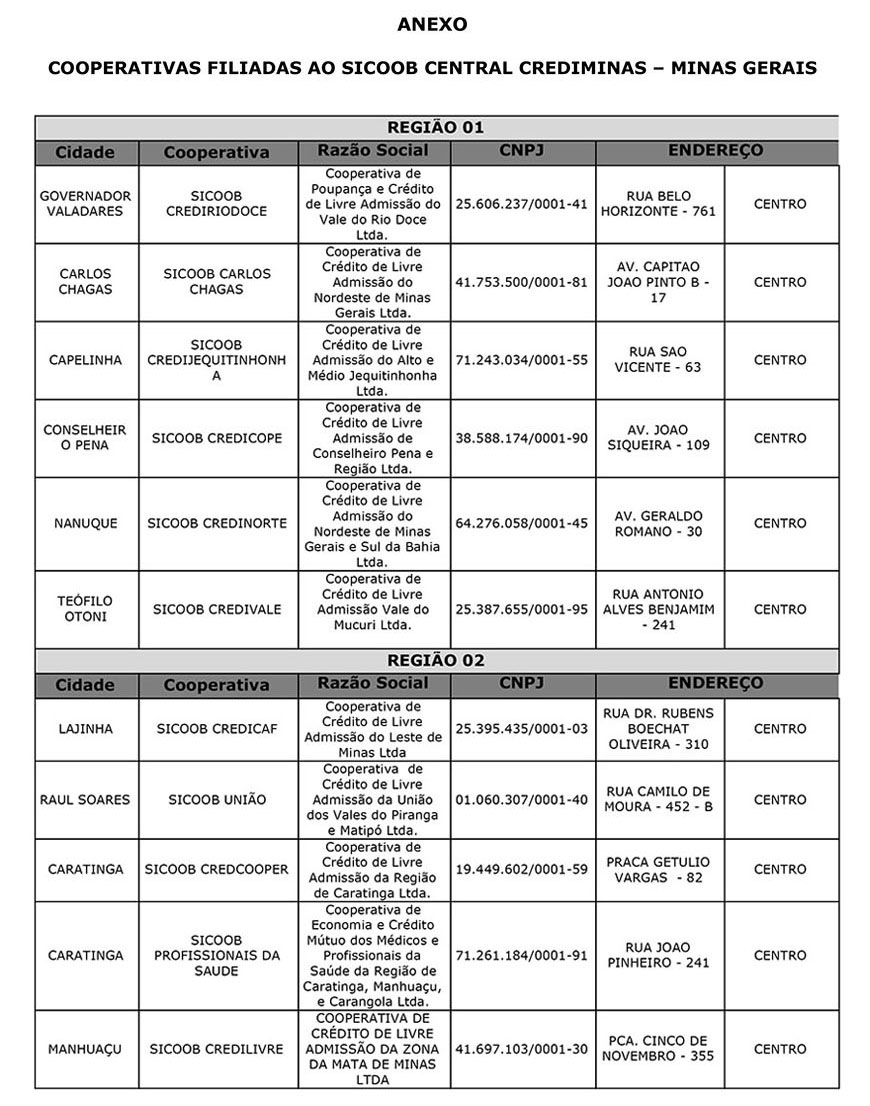 ANEXO
COOPERATIVAS FILIADAS AO SICOOB CENTRAL CREDIMINAS – MINAS GERAIS
REGIÃO 01
Cidade Cooperativa Razão Social CNPJ ENDEREÇO
GOVERNADOR
VALADARES
SICOOB
CREDIRIODOCE
Cooperativa de
Poupança e Crédito
de Livre Admissão do
Vale do Rio Doce
Ltda.
25.606.237/0001-41
RUA BELO
HORIZONTE - 761
CENTRO
CARLOS
CHAGAS
SICOOB CARLOS
CHAGAS
Cooperativa de
Crédito de Livre
Admissão do
Nordeste de Minas
Gerais Ltda.
41.753.500/0001-81
AV. CAPITAO
JOAO PINTO B -
17
CENTRO
CAPELINHA
SICOOB
CREDIJEQUITINHONH
A
Cooperativa de
Crédito de Livre
Admissão do Alto e
Médio Jequitinhonha
Ltda.
71.243.034/0001-55
RUA SAO
VICENTE - 63
CENTRO
CONSELHEIR
O PENA
SICOOB CREDICOPE
Cooperativa de
Crédito de Livre
Admissão de
Conselheiro Pena e
Região Ltda.
38.588.174/0001-90
AV. JOAO
SIQUEIRA - 109
CENTRO
NANUQUE
SICOOB CREDINORTE
Cooperativa de
Crédito de Livre
Admissão do
Nordeste de Minas
Gerais e Sul da Bahia
Ltda.
64.276.058/0001-45
AV. GERALDO
ROMANO - 30
CENTRO
TEÓFILO
OTONI
SICOOB CREDIVALE
Cooperativa de
Crédito de Livre
Admissão Vale do
Mucuri Ltda.
25.387.655/0001-95
RUA ANTONIO
ALVES BENJAMIM
- 241
CENTRO
REGIÃO 02
Cidade Cooperativa Razão Social CNPJ ENDEREÇO
LAJINHA
SICOOB CREDICAF
Cooperativa de
Crédito de Livre
Admissão do Leste de
Minas Ltda
25.395.435/0001-03
RUA DR. RUBENS
BOECHAT
OLIVEIRA - 310
CENTRO
RAUL SOARES
SICOOB UNIÃO
Cooperativa de
Crédito de Livre
Admissão da União
dos Vales do Piranga
e Matipó Ltda.
01.060.307/0001-40
RUA CAMILO DE
MOURA - 452 - B
CENTRO
CARATINGA
SICOOB CREDCOOPER
Cooperativa de
Crédito de Livre
Admissão da Região
de Caratinga Ltda.
19.449.602/0001-59
PRACA GETULIO
VARGAS - 82
CENTRO
CARATINGA
SICOOB
PROFISSIONAIS DA
SAUDE
Cooperativa de
Economia e Crédito
Mútuo dos Médicos e
Profissionais da
Saúde da Região de
Caratinga, Manhuaçu,
e Carangola Ltda.
71.261.184/0001-91
RUA JOAO
PINHEIRO - 241
CENTRO
MANHUAÇU
SICOOB CREDILIVRE
COOPERATIVA DE
CRÉDITO DE LIVRE
ADMISSÃO DA ZONA
DA MATA DE MINAS
LTDA
41.697.103/0001-30
PCA. CINCO DE
NOVEMBRO - 355
CENTRO